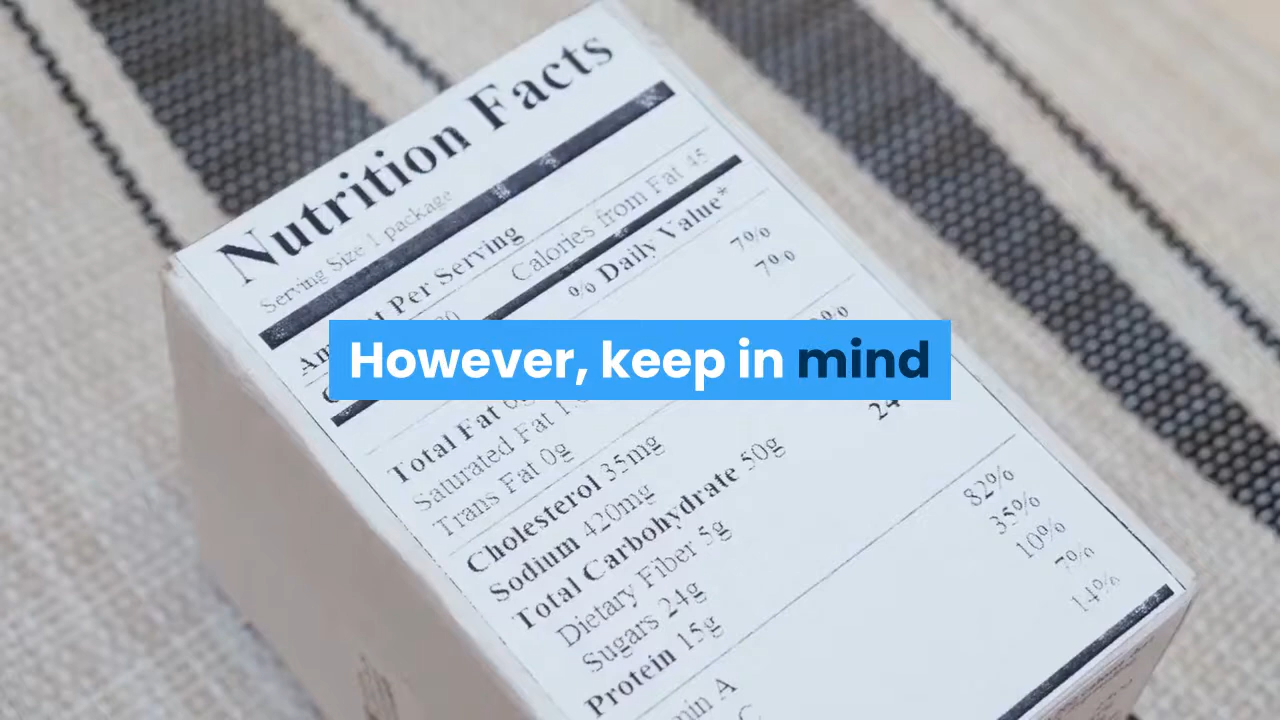 Nutrition Facts
Serving Size 1 package
Per Serving
Calories from Fat 45
% Daily Value*
7%
7%
However, keep in mind
Total Fat
Saturated Fat
Trans Fat 0g
Cholesterol 35mg
Sodium 420mg
Total Carbohydrate 50g
Dietary Fiber 5g
Sugars 24g
Protein 15g
82%
35%
10%
7%
14%